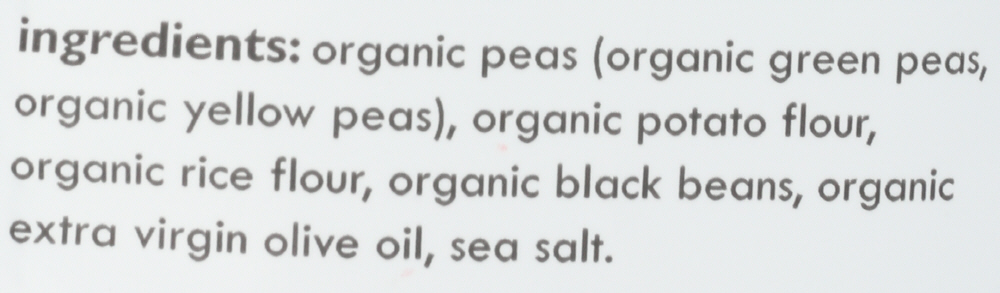 ingredients: organic peas (organic green peas,
organic yellow peas), organic potato flour,
organic rice flour, organic black beans, organic
extra virgin olive oil, sea salt.